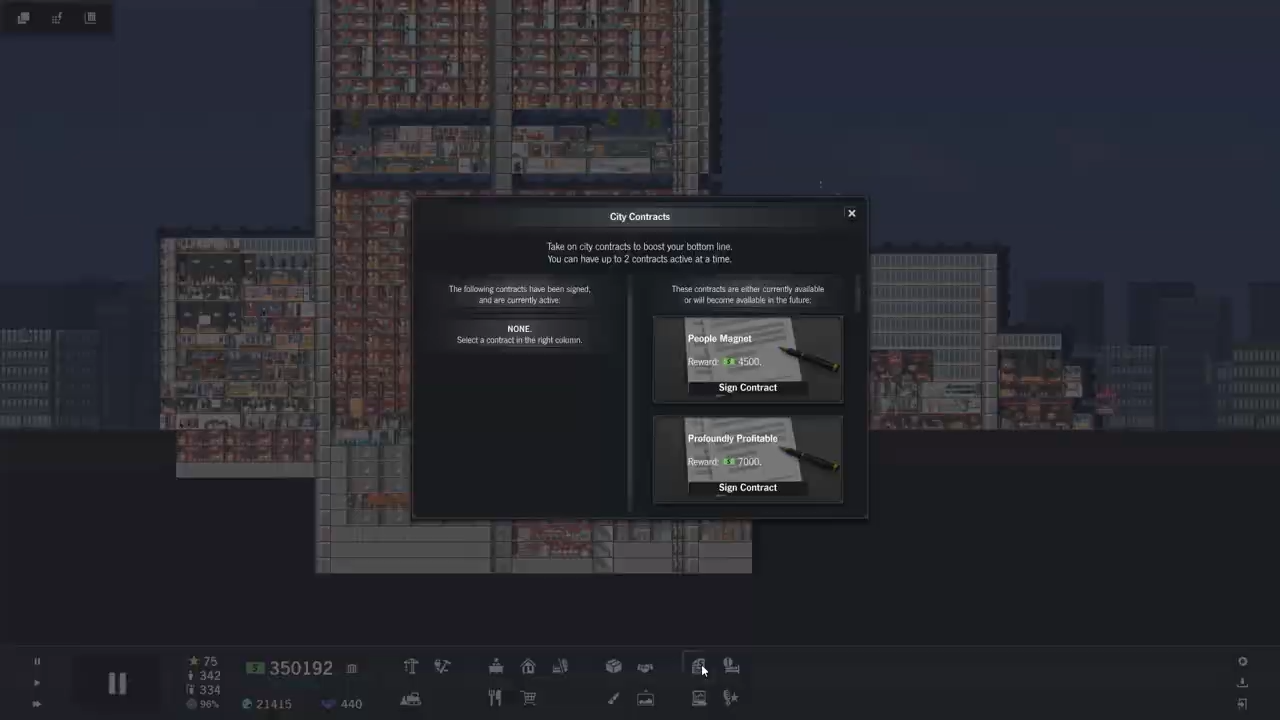 City Contracts
Take on city contracts to boost your bottom line.
You can have up to 2 contracts active at a time.
The following contracts have been signed,
and are currently active:
NONE.
Select a contract in the right column.
These contracts are either currently available
or will become available in the future:
People Magnet
Reward: 4500.
Sign Contract
Profoundly Profitable
Reward: 7000.
Sign Contract
75
342
334
96%
350192
21415
440